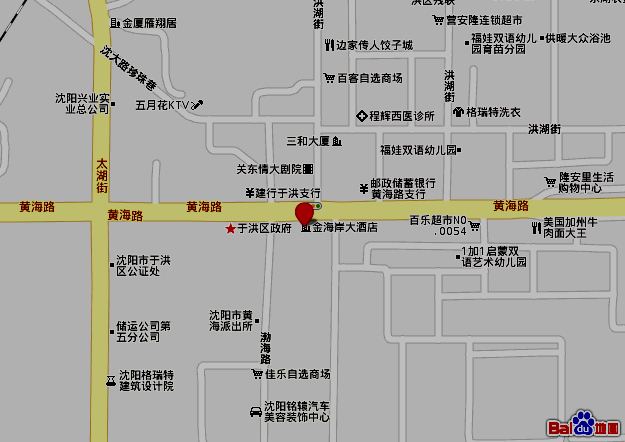 金厦雁翔居
洪湖街
洪区残联
营安隆连锁超市
边家传人饺子城
福娃双语幼儿
园育苗分园
供暖大众浴池
沈大路珍珠巷
百客自选商场
洪湖街
沈阳兴业实
业总公司
五月花KTV
程辉西医诊所
格瑞特洗衣
洪湖街
三和大厦
福娃双语幼儿园
太湖街
关东情大剧院
建行于洪支行
邮政储蓄银行
黄海路支行
隆安里生活
购物中心
黄海路
黄海路
黄海路
黄海路
于洪区政府
金海岸大酒店
百乐超市NO
.0054
美国加州牛
肉面大王
沈阳市于洪
区公证处
1加1启蒙双
语艺术幼儿园
沈阳市黄
海派出所
储运公司第
五分公司
渤海路
沈阳格瑞特
建筑设计院
佳乐自选商场
沈阳铭辕汽车
美容装饰中心
Bai du 地图